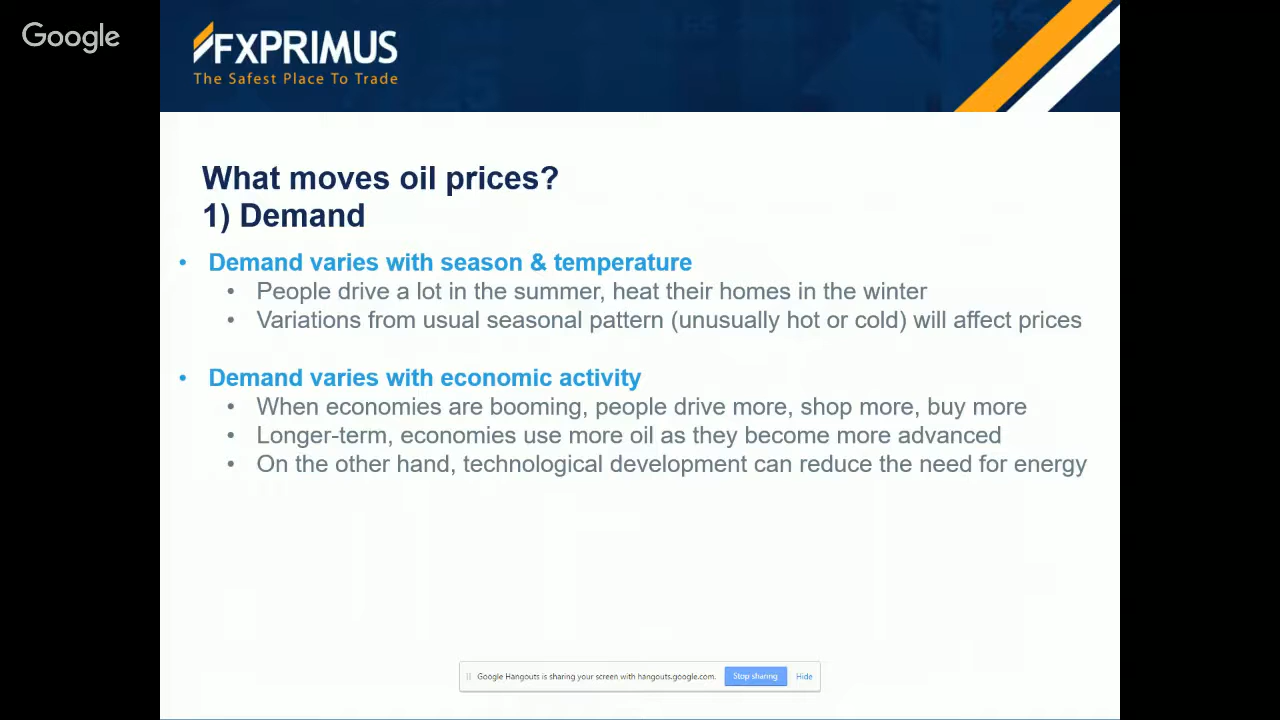 Google
FXPRIMUS
The Safest Place To Trade
What moves oil prices?
1) Demand
• Demand varies with season & temperature
• People drive a lot in the summer, heat their homes in the winter
• Variations from usual seasonal pattern (unusually hot or cold) will affect prices
• Demand varies with economic activity
• When economies are booming, people drive more, shop more, buy more
• Longer-term, economies use more oil as they become more advanced
• On the other hand, technological development can reduce the need for energy
Google Hangouts is sharing your screen with hangouts.google.com. Stop sharing Hide